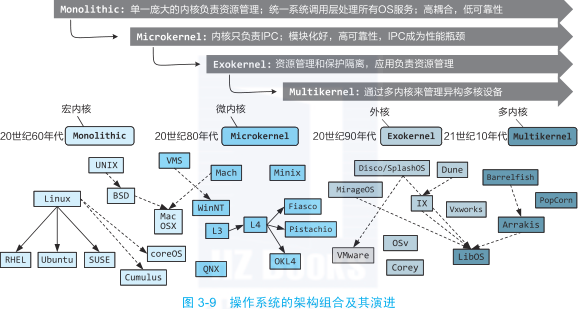 Monolithic: 单一庞大的内核负责资源管理；统一系统调用层处理所有OS服务；高耦合，低可靠性
Microkernel: 内核只负责IPC；模块化好，高可靠性，IPC成为性能瓶颈
Exokernel: 资源管理和保护隔离，应用负责资源管理
Multikernel: 通过多内核来管理异构多核设备
宏内核 微内核 外核 多内核
20世纪60年代 Monolithic 20世纪80年代 Microkernel 20世纪90年代 Exokernel 21世纪10年代 Multikernel
UNIX VMS Mach Minix Disco/SplashOS Dune Barrelfish
Linux BSD WinNT Fiasco MirageOS IX Vxworks PopCorn
Mac OSX L3 L4 Pistachio Arrakis
RHEL Ubuntu SUSE coreOS QNX OKL4 VMware OSv LibOS
Cumulus Corey
图 3-9 操作系统的架构组合及其演进